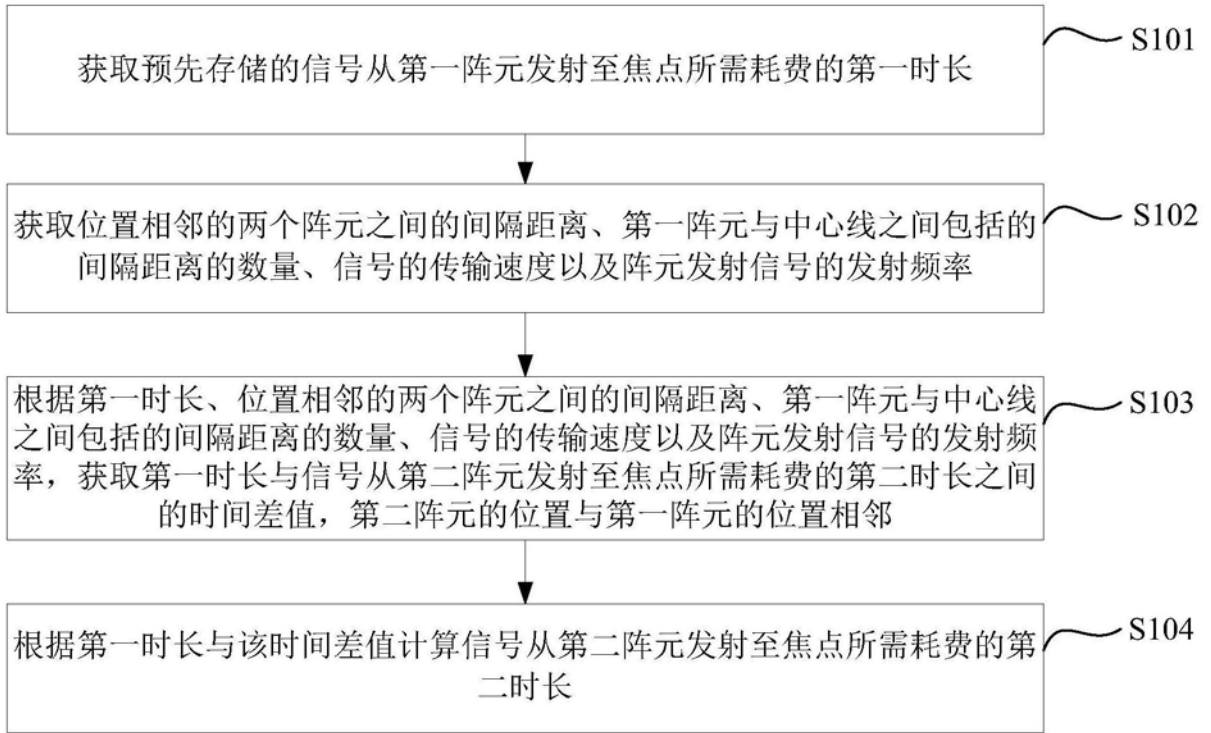 获取预先存储的信号从第一阵元发射至焦点所需耗费的第一时长
S101
获取位置相邻的两个阵元之间的间隔距离、第一阵元与中心线之间包括的
间隔距离的数量、信号的传输速度以及阵元发射信号的发射频率
S102
根据第一时长、位置相邻的两个阵元之间的间隔距离、第一阵元与中心线
之间包括的间隔距离的数量、信号的传输速度以及阵元发射信号的发射频
率，获取第一时长与信号从第二阵元发射至焦点所需耗费的第二时长之间
的时间差值，第二阵元的位置与第一阵元的位置相邻
S103
根据第一时长与该时间差值计算信号从第二阵元发射至焦点所需耗费的第
二时长
S104